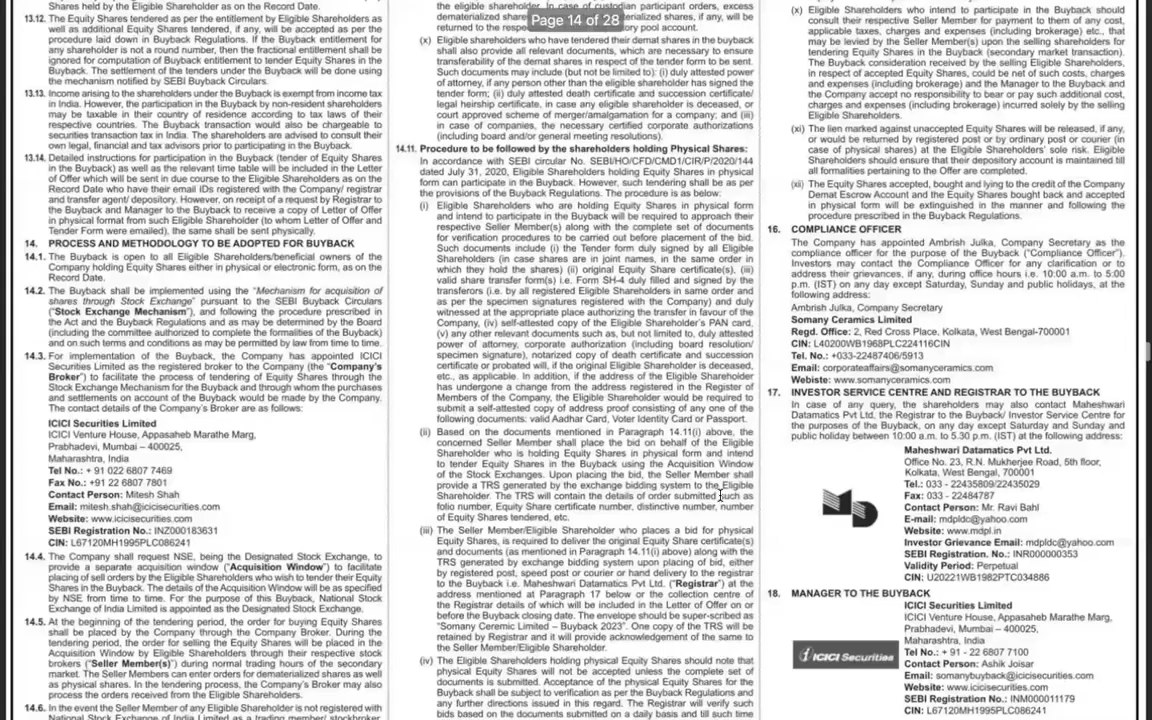 Page 14 of 28
Shares held by the Eligible Shareholder as on the Record Date.
13.12. The Equity Shares tendered as per the entitlement by Eligible Shareholders as
well as additional Equity Shares tendered, if any, will be accepted as per the
procedure laid down in Buyback Regulations. If the Buyback entitlement for
any shareholder is not a round number, then the fractional entitlement shall be
ignored for computation of Buyback entitlement to tender Equity Shares in the
Buyback. The settlement of the tenders under the Buyback will be done using
the mechanism notified by SEBI Buyback Circulars.
13.13. Income arising to the shareholders under the Buyback is exempt from income tax
in India. However, the participation in the Buyback by non-resident shareholders
may be taxable in their country of residence according to tax laws of their
respective countries. The Buyback transaction would also be chargeable to
securities transaction tax in India. The shareholders are advised to consult their
own legal, financial and tax advisors prior to participating in the Buyback.
13.14. Detailed instructions for participation in the Buyback (tender of Equity Shares
in the Buyback) as well as the relevant time table will be included in the Letter
of Offer which will be sent in due course to the Eligible Shareholders as on the
Record Date who have their email IDs registered with the Company/ registrar
and transfer agent/ depository. However, on receipt of a request by Registrar to
the Buyback and Manager to the Buyback to receive a copy of Letter of Offer
in physical format from such Eligible Shareholder (to whom Letter of Offer and
Tender Form were emailed), the same shall be sent physically.
14. PROCESS AND METHODOLOGY TO BE ADOPTED FOR BUYBACK
14.1. The Buyback is open to all Eligible Shareholders/beneficial owners of the
Company holding Equity Shares either in physical or electronic form, as on the
Record Date.
14.2. The Buyback shall be implemented using the "Mechanism for acquisition of
shares through Stock Exchange" pursuant to the SEBI Buyback Circulars
("Stock Exchange Mechanism"), and following the procedure prescribed in
the Act and the Buyback Regulations and as may be determined by the Board
(including the committee authorized to complete the formalities of the Buyback)
and on such terms and conditions as may be permitted by law from time to time.
14.3. For implementation of the Buyback, the Company has appointed ICICI
Securities Limited as the registered broker to the Company (the "Company's
Broker") to facilitate the process of tendering of Equity Shares through the
Stock Exchange Mechanism for the Buyback and through whom the purchases
and settlements on account of the Buyback would be made by the Company.
The contact details of the Company's Broker are as follows:
ICICI Securities Limited
ICICI Venture House, Appasaheb Marathe Marg,
Prabhadevi, Mumbai – 400025,
Maharashtra, India
Tel No.: + 91 022 6807 7469
Fax No.: +91 22 6807 7801
Contact Person: Mitesh Shah
Email: mitesh.shah@icicisecurities.com
Website: www.icicisecurities.com
SEBI Registration No.: INZ000183631
CIN: L67120MH1995PLC086241
14.4. The Company shall request NSE, being the Designated Stock Exchange, to
provide a separate acquisition window ("Acquisition Window") to facilitate
placing of sell orders by the Eligible Shareholders who wish to tender their Equity
Shares in the Buyback. The details of the Acquisition Window will be as specified
by NSE from time to time. For the purpose of this Buyback, National Stock
Exchange of India Limited is appointed as the Designated Stock Exchange.
14.5. At the beginning of the tendering period, the order for buying Equity Shares
shall be placed by the Company through the Company Broker. During the
tendering period, the order for selling the Equity Shares will be placed in the
Acquisition Window by Eligible Shareholders through their respective stock
brokers ("Seller Member(s)") during normal trading hours of the secondary
market. The Seller Members can enter orders for dematerialized shares as well
as physical shares. In the tendering process, the Company's Broker may also
process the orders received from the Eligible Shareholders.
14.6. In the event the Seller Member of any Eligible Shareholder is not registered with
National Stock Exchange of India Limited as a trading member/ stockbroker,
the eligible shareholder. In case of custodian participant orders, excess
dematerialized shares or
shares, if any, will be
returned to the respective
pool account.
(x) Eligible shareholders who have tendered their demat shares in the buyback
shall also provide all relevant documents, which are necessary to ensure
transferability of the demat shares in respect of the tender form to be sent.
Such documents may include (but not be limited to): (i) duly attested power
of attorney, if any person other than the eligible shareholder has signed the
tender form; (ii) duly attested death certificate and succession certificate/
legal heirship certificate, in case any eligible shareholder is deceased, or
court approved scheme of merger/amalgamation for a company; and (iii)
in case of companies, the necessary certified corporate authorizations
(including board and/or general meeting resolutions).
14.11. Procedure to be followed by the shareholders holding Physical Shares:
In accordance with SEBI circular No. SEBI/HO/CFD/CMD1/CIR/P/2020/144
dated July 31, 2020, Eligible Shareholders holding Equity Shares in physical
form can participate in the Buyback. However, such tendering shall be as per
the provisions of the Buyback Regulations. The procedure is as below:
(i) Eligible Shareholders who are holding Equity Shares in physical form
and intend to participate in the Buyback will be required to approach their
respective Seller Member(s) along with the complete set of documents
for verification procedures to be carried out before placement of the bid.
Such documents include (i) the Tender Form duly signed by all Eligible
Shareholders (in case shares are in joint names, in the same order in
which they hold the shares) (ii) original Equity Share certificate(s), (iii)
valid share transfer form(s) i.e. Form SH-4 duly filled and signed by the
transferors (i.e. by all registered Eligible Shareholders in same order and
as per the specimen signatures registered with the Company) and duly
witnessed at the appropriate place authorizing the transfer in favour of the
Company, (iv) self-attested copy of the Eligible Shareholder's PAN card,
(v) any other relevant documents such as, but not limited to, duly attested
power of attorney, corporate authorization (including board resolution/
specimen signature), notarized copy of death certificate and succession
certificate or probated will, if the original Eligible Shareholder is deceased,
etc., as applicable. In addition, if the address of the Eligible Shareholder
has undergone a change from the address registered in the Register of
Members of the Company, the Eligible Shareholder would be required to
submit a self-attested copy of address proof consisting of any one of the
following documents: valid Aadhar Card, Voter Identity Card or Passport.
(ii) Based on the documents mentioned in Paragraph 14.11(i) above, the
concerned Seller Member shall place the bid on behalf of the Eligible
Shareholder who is holding Equity Shares in physical form and intend
to tender Equity Shares in the Buyback using the Acquisition Window
of the Stock Exchanges. Upon placing the bid, the Seller Member shall
provide a TRS generated by the exchange bidding system to the Eligible
Shareholder. The TRS will contain the details of order submitted such as
folio number, Equity Share certificate number, distinctive number, number
of Equity Shares tendered, etc.
(iii) The Seller Member/Eligible Shareholder who places a bid for physical
Equity Shares, is required to deliver the original Equity Share certificate(s)
and documents (as mentioned in Paragraph 14.11(i) above) along with the
TRS generated by exchange bidding system upon placing of bid, either
by registered post, speed post or courier or hand delivery to the registrar
to the Buyback i.e. Maheshwari Datamatics Pvt Ltd. ("Registrar") at the
address mentioned at Paragraph 17 below or the collection centre of
the Registrar details of which will be included in the Letter of Offer on or
before the Buyback closing date. The envelope should be super-scribed as
"Somany Ceramic Limited – Buyback 2023". One copy of the TRS will be
retained by Registrar and it will provide acknowledgement of the same to
the Seller Member/Eligible Shareholder.
(iv) The Eligible Shareholders holding physical Equity Shares should note that
physical Equity Shares will not be accepted unless the complete set of
documents is submitted. Acceptance of the physical Equity Shares for the
Buyback shall be subject to verification as per the Buyback Regulations and
any further directions issued in this regard. The Registrar will verify such
bids based on the documents submitted on a daily basis and till such time
(x) Eligible Shareholders who intend to participate in the Buyback should
consult their respective Seller Member for payment to them of any cost,
applicable taxes, charges and expenses (including brokerage) etc., that
may be levied by the Seller Member(s) upon the selling shareholders for
tendering Equity Shares in the Buyback (secondary market transaction).
The Buyback consideration received by the selling Eligible Shareholders,
in respect of accepted Equity Shares, could be net of such costs, charges
and expenses (including brokerage) and the Manager to the Buyback and
the Company accept no responsibility to bear or pay such additional cost,
charges and expenses (including brokerage) incurred solely by the selling
Eligible Shareholders.
(xi) The lien marked against unaccepted Equity Shares will be released, if any,
or would be returned by registered post or by ordinary post or courier (in
case of physical shares) at the Eligible Shareholders' sole risk. Eligible
Shareholders should ensure that their depository account is maintained till
all formalities pertaining to the Offer are completed.
(xii) The Equity Shares accepted, bought and lying to the credit of the Company
Demat Escrow Account and the Equity Shares bought back and accepted
in physical form will be extinguished in the manner and following the
procedure prescribed in the Buyback Regulations.
16. COMPLIANCE OFFICER
The Company has appointed Ambrish Julka, Company Secretary as the
compliance officer for the purpose of the Buyback ("Compliance Officer").
Investors may contact the Compliance Officer for any clarification or to
address their grievances, if any, during office hours i.e. 10:00 a.m. to 5:00
p.m. (IST) on any day except Saturday, Sunday and public holidays, at the
following address:
Ambrish Julka, Company Secretary
Somany Ceramics Limited
Regd. Office: 2, Red Cross Place, Kolkata, West Bengal-700001
CIN: L40200WB1968PLC224116CIN
Tel. No.: +033-22487406/5913
Email: corporateaffairs@somanyceramics.com
Webiste: www.somanyceramics.com
17. INVESTOR SERVICE CENTRE AND REGISTRAR TO THE BUYBACK
In case of any query, the shareholders may also contact Maheshwari
Datamatics Pvt Ltd, the Registrar to the Buyback/ Investor Service Centre for
the purposes of the Buyback, on any day except Saturday and Sunday and
public holiday between 10:00 a.m. to 5.30 p.m. (IST) at the following address:
Maheshwari Datamatics Pvt Ltd.
Office No. 23, R.N. Mukherjee Road, 5th floor,
Kolkata, West Bengal, 700001
Tel.: 033 - 22435809/22435029
Fax: 033 - 22484787
Contact Person: Mr. Ravi Bahl
E-mail: mdpldc@yahoo.com
Website: www.mdpl.in
Investor Grievance Email: mdpldc@yahoo.com
SEBI Registration. No.: INR000000353
Validity Period: Perpetual
CIN: U20221WB1982PTC034886
18. MANAGER TO THE BUYBACK
ICICI Securities
ICICI Securities Limited
ICICI Venture House, Appasaheb Marathe Marg,
Prabhadevi, Mumbai – 400025,
Maharashtra, India
Tel No.: + 91 - 22 6807 7100
Contact Person: Ashik Joisar
Email: somanybuyback@icicisecurities.com
Website: www.icicisecurities.com
SEBI Registration No.: INM000011179
CIN: L67120MH1995PLC086241